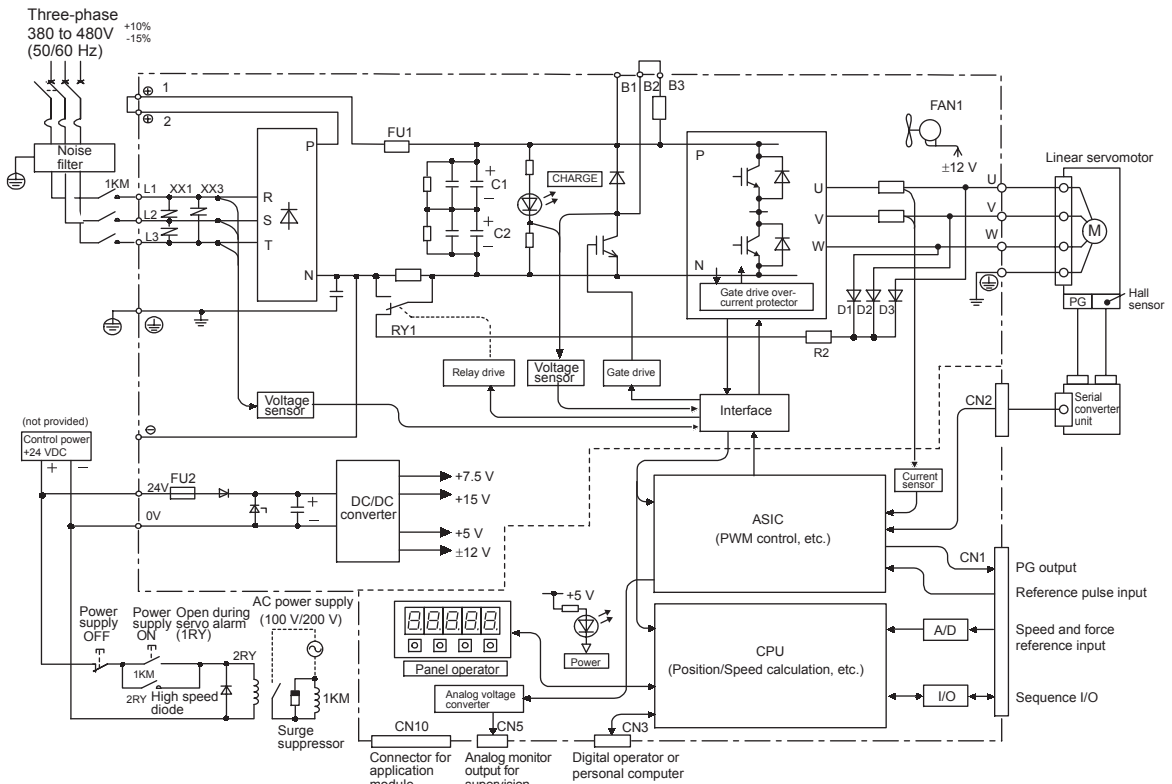 Three-phase
380 to 480V +10%
-15%
(50/60 Hz)
Noise
filter
1KM
1
2
L1
L2
L3
XX1
XX3
P
R
S
T
N
FU1
+
C1
C2
−
CHARGE
B1
B2
B3
FAN1
±12 V
P
N
U
V
W
Gate drive over-
current protector
D1
D2
D3
R2
Linear servomotor
U
V
W
M
PG
Hall
sensor
RY1
Relay drive
Voltage
sensor
Gate drive
Voltage
sensor
Interface
CN2
Serial
converter
unit
(not provided)
Control power
+24 VDC
+
−
24V
0V
FU2
+
−
DC/DC
converter
+7.5 V
+15 V
+5 V
±12 V
Current
sensor
ASIC
(PWM control, etc.)
CN1
PG output
Reference pulse input
A/D
Speed and force
reference input
CPU
(Position/Speed calculation, etc.)
I/O
Sequence I/O
+5 V
Power
8.8.8.8.8.
Panel operator
Analog voltage
converter
Power
supply
OFF
Power
supply
ON
Open during
servo alarm
(1RY)
1KM
2RY
High speed
diode
2RY
AC power supply
(100 V/200 V)
1KM
Surge
suppressor
CN10
CN5
CN3
Connector for
application
module
Analog monitor
output for
supervision
Digital operator or
personal computer